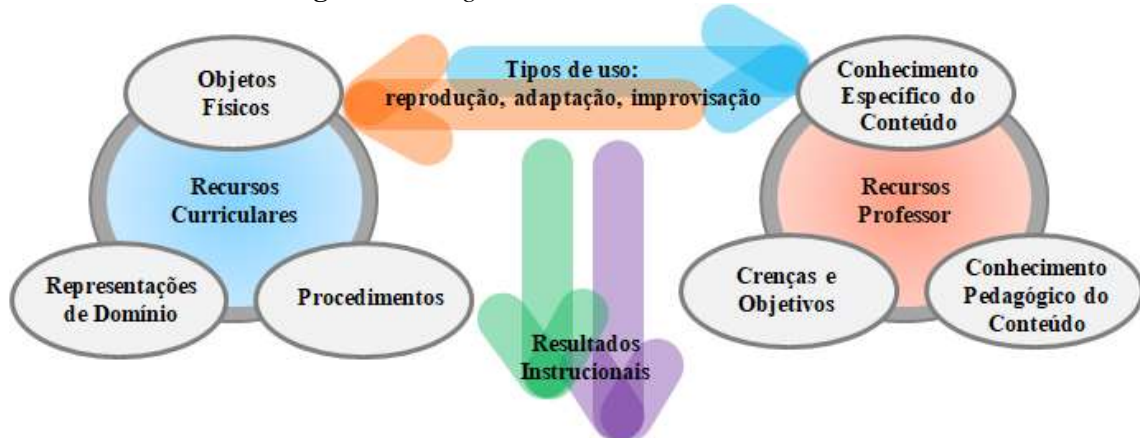 Objetos
Físicos
Recursos
Curriculares
Representações
de Domínio
Procedimentos
Tipos de uso:
reprodução, adaptação, improvisação
Resultados
Instrucionais
Conhecimento
Específico do
Conteúdo
Recursos
Professor
Crenças e
Objetivos
Conhecimento
Pedagógico do
Conteúdo